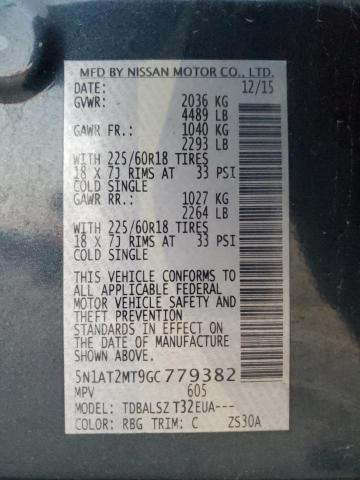 MFD BY NISSAN MOTOR CO., LTD.
DATE: 12/15
GVWR: 2036 KG
4489 LB
GAWR FR.: 1040 KG
2293 LB
WITH 225/60R18 TIRES
18 X 7J RIMS AT 33 PSI
COLD SINGLE
GAWR RR.: 1027 KG
2264 LB
WITH 225/60R18 TIRES
18 X 7J RIMS AT 33 PSI
COLD SINGLE
THIS VEHICLE CONFORMS TO
ALL APPLICABLE FEDERAL
MOTOR VEHICLE SAFETY AND
THEFT PREVENTION
STANDARDS IN EFFECT ON
THE DATE OF MANUFACTURE
SHOWN ABOVE.
5N1AT2MT9GC779382
MPV 605
MODEL: TDBALSZ T32EUA---
COLOR: RBG TRIM: C ZS30A